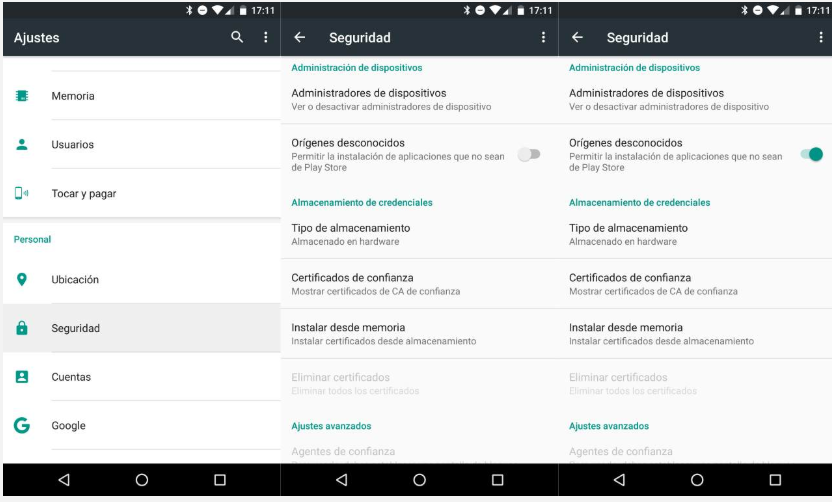 17:11
Ajustes
Memoria
Usuarios
Tocar y pagar
Personal
Ubicación
Seguridad
Cuentas
Google
17:11
Seguridad
Administración de dispositivos
Administradores de dispositivos
Ver o desactivar administradores de dispositivo
Orígenes desconocidos
Permitir la instalación de aplicaciones que no sean
de Play Store
Almacenamiento de credenciales
Tipo de almacenamiento
Almacenado en hardware
Certificados de confianza
Mostrar certificados de CA de confianza
Instalar desde memoria
Instalar certificados desde almacenamiento
Eliminar certificados
Eliminar todos los certificados
Ajustes avanzados
Agentes de confianza
17:11
Seguridad
Administración de dispositivos
Administradores de dispositivos
Ver o desactivar administradores de dispositivo
Orígenes desconocidos
Permitir la instalación de aplicaciones que no sean
de Play Store
Almacenamiento de credenciales
Tipo de almacenamiento
Almacenado en hardware
Certificados de confianza
Mostrar certificados de CA de confianza
Instalar desde memoria
Instalar certificados desde almacenamiento
Eliminar certificados
Eliminar todos los certificados
Ajustes avanzados
Agentes de confianza